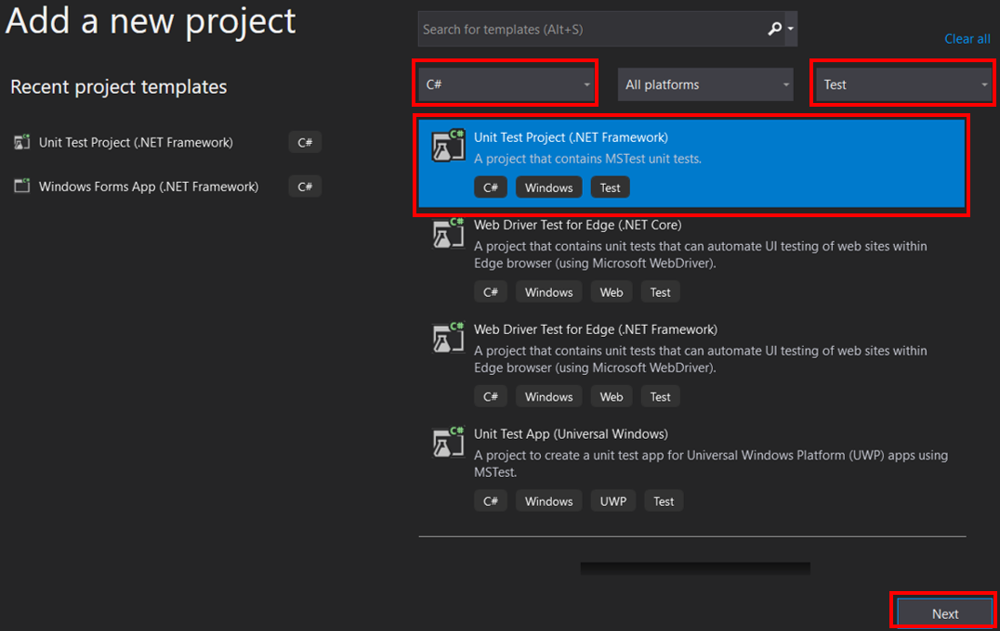 Add a new project
Search for templates (Alt+S)
Clear all
Recent project templates
C#
All platforms
Test
Unit Test Project (.NET Framework)
C#
Windows Forms App (.NET Framework)
C#
C#
Unit Test Project (.NET Framework)
A project that contains MSTest unit tests.
C#
Windows
Test
C#
Web Driver Test for Edge (.NET Core)
A project that contains unit tests that can automate UI testing of web sites within
Edge browser (using Microsoft WebDriver).
C#
Windows
Web
Test
C#
Web Driver Test for Edge (.NET Framework)
A project that contains unit tests that can automate UI testing of web sites within
Edge browser (using Microsoft WebDriver).
C#
Windows
Web
Test
C#
Unit Test App (Universal Windows)
A project to create a unit test app for Universal Windows Platform (UWP) apps using
MSTest.
C#
Windows
UWP
Test
Next